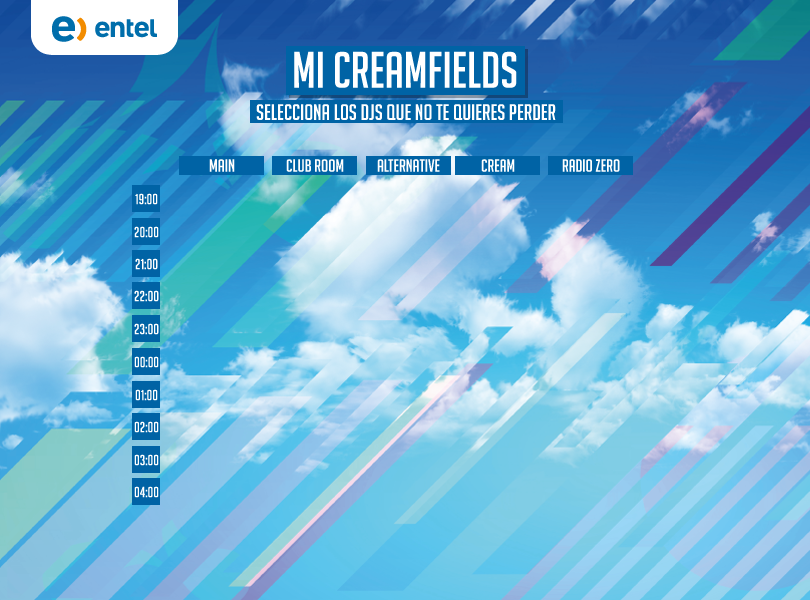 entel
MI CREAMFIELDS
SELECCIONA LOS DJS QUE NO TE QUIERES PERDER
MAIN CLUB ROOM ALTERNATIVE CREAM RADIO ZERO
19:00
20:00
21:00
22:00
23:00
00:00
01:00
02:00
03:00
04:00